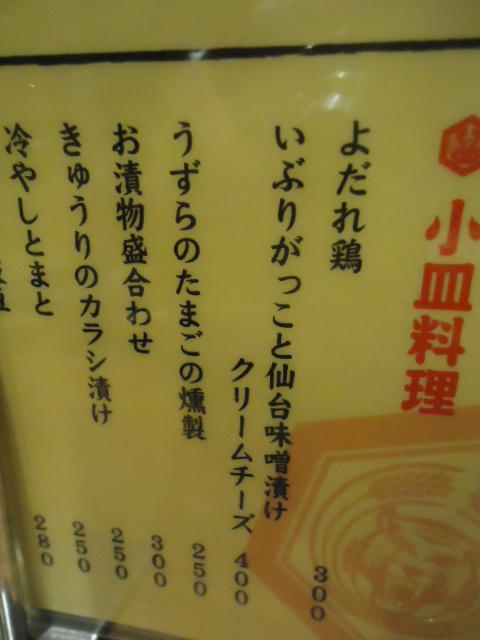 小皿料理
よだれ鶏 300
いぶりがっこと仙台味噌漬け
クリームチーズ 400
うずらのたまごの燻製 250
お漬物盛合わせ 300
きゅうりのカラシ漬け 250
冷やしとまと 250
280